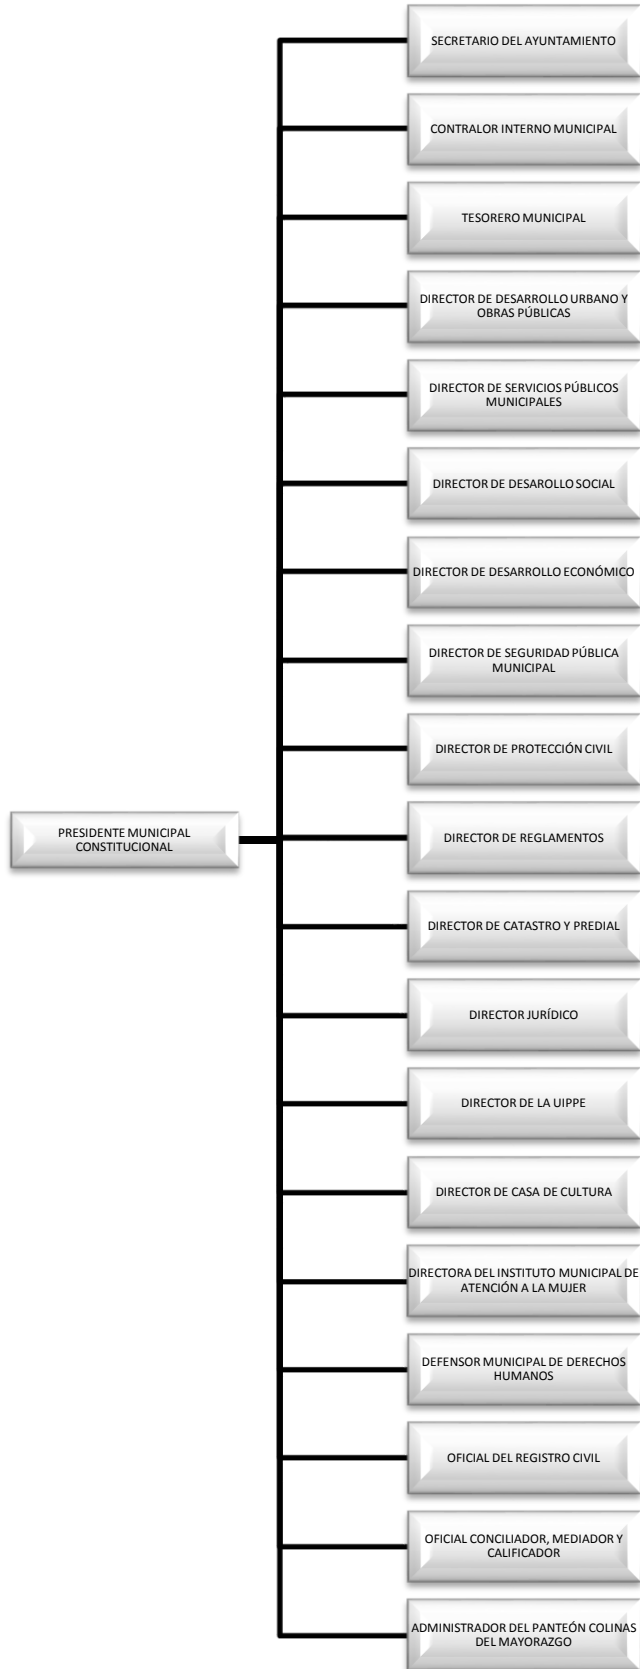 SECRETARIO DEL AYUNTAMIENTO
CONTRALOR INTERNO MUNICIPAL
TESORERO MUNICIPAL
DIRECTOR DE DESARROLLO URBANO Y
OBRAS PÚBLICAS
DIRECTOR DE SERVICIOS PÚBLICOS
MUNICIPALES
DIRECTOR DE DESAROLLO SOCIAL
DIRECTOR DE DESARROLLO ECONÓMICO
DIRECTOR DE SEGURIDAD PÚBLICA
MUNICIPAL
DIRECTOR DE PROTECCIÓN CIVIL
PRESIDENTE MUNICIPAL
CONSTITUCIONAL
DIRECTOR DE REGLAMENTOS
DIRECTOR DE CATASTRO Y PREDIAL
DIRECTOR JURÍDICO
DIRECTOR DE LA UIPPE
DIRECTOR DE CASA DE CULTURA
DIRECTORA DEL INSTITUTO MUNICIPAL DE
ATENCIÓN A LA MUJER
DEFENSOR MUNICIPAL DE DERECHOS
HUMANOS
OFICIAL DEL REGISTRO CIVIL
OFICIAL CONCILIADOR, MEDIADOR Y
CALIFICADOR
ADMINISTRADOR DEL PANTEÓN COLINAS
DEL MAYORAZGO